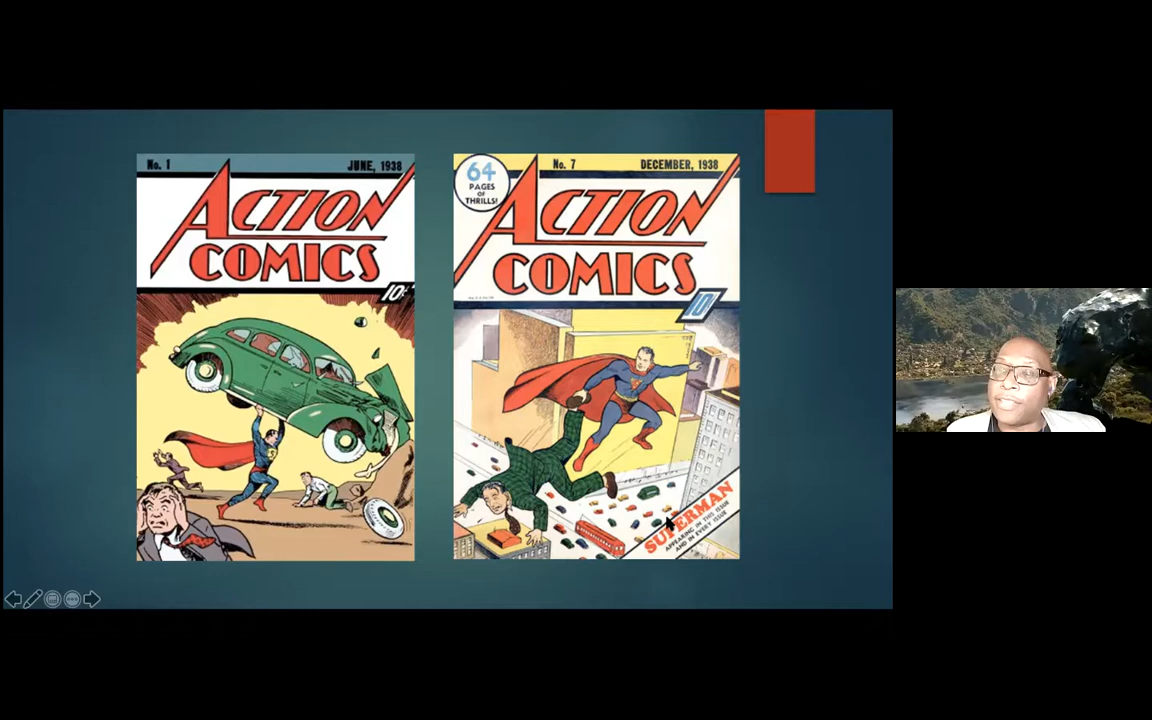 No. 1 JUNE, 1938
ACTION
COMICS
10¢
64
PAGES
OF
THRILLS!
No. 7 DECEMBER, 1938
ACTION
COMICS
10¢
SUPERMAN
APPEARING IN THIS ISSUE
AND IN EVERY ISSUE